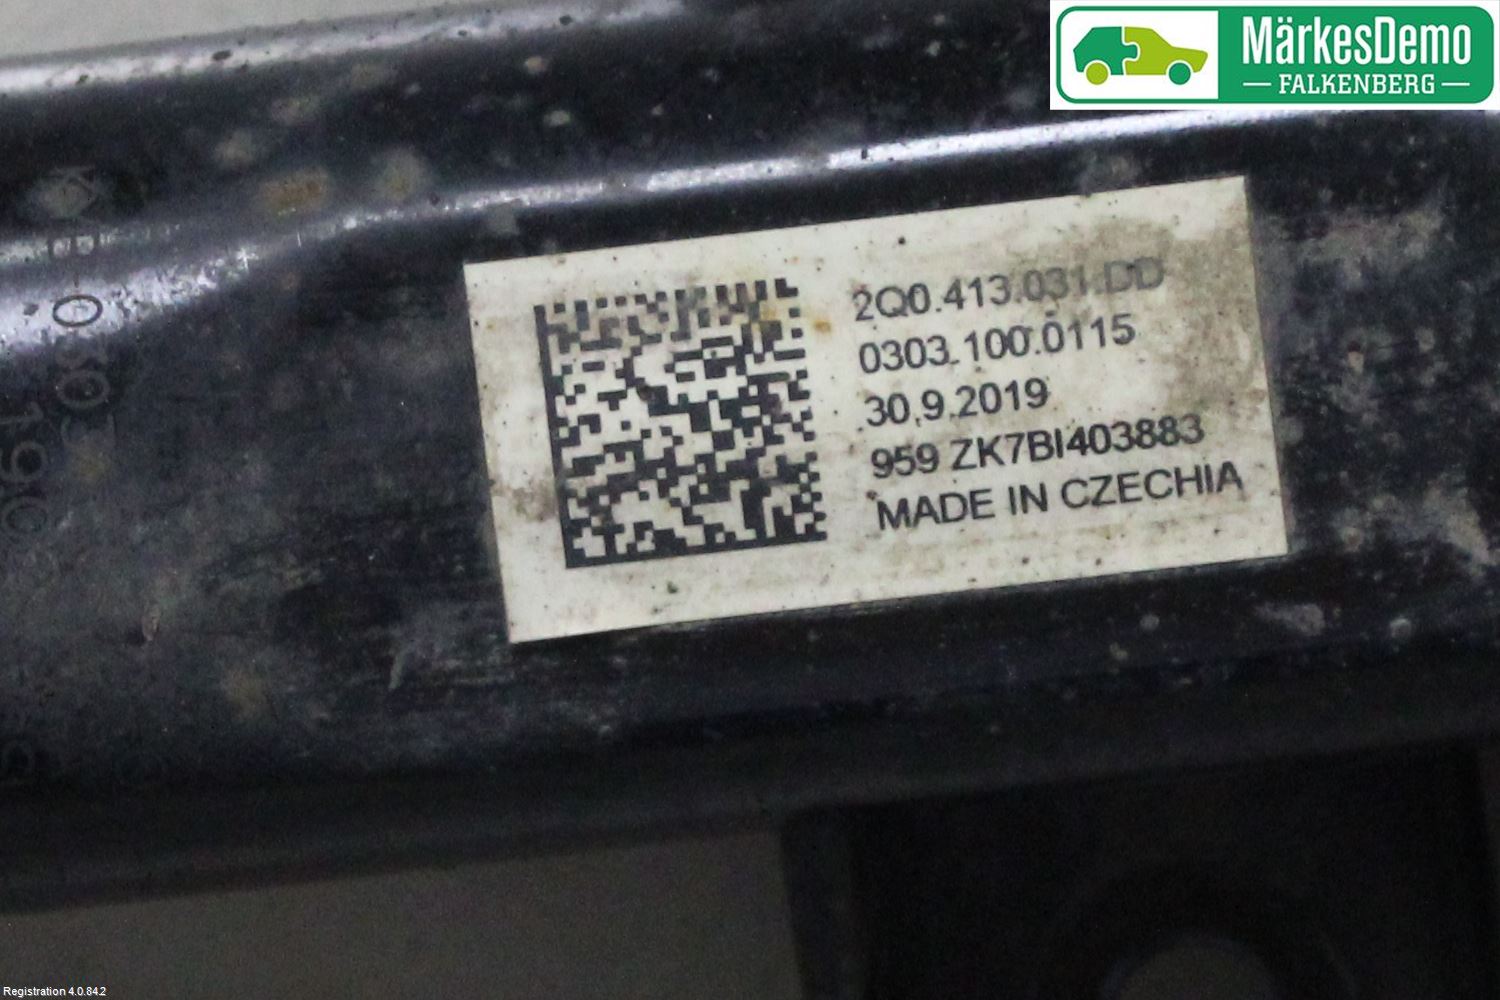 MärkesDemo
FALKENBERG
2Q0.413.031.DD
0303.100.0115
30.9.2019
959 ZK7BI403883
MADE IN CZECHIA
Registration 4.0.84.2